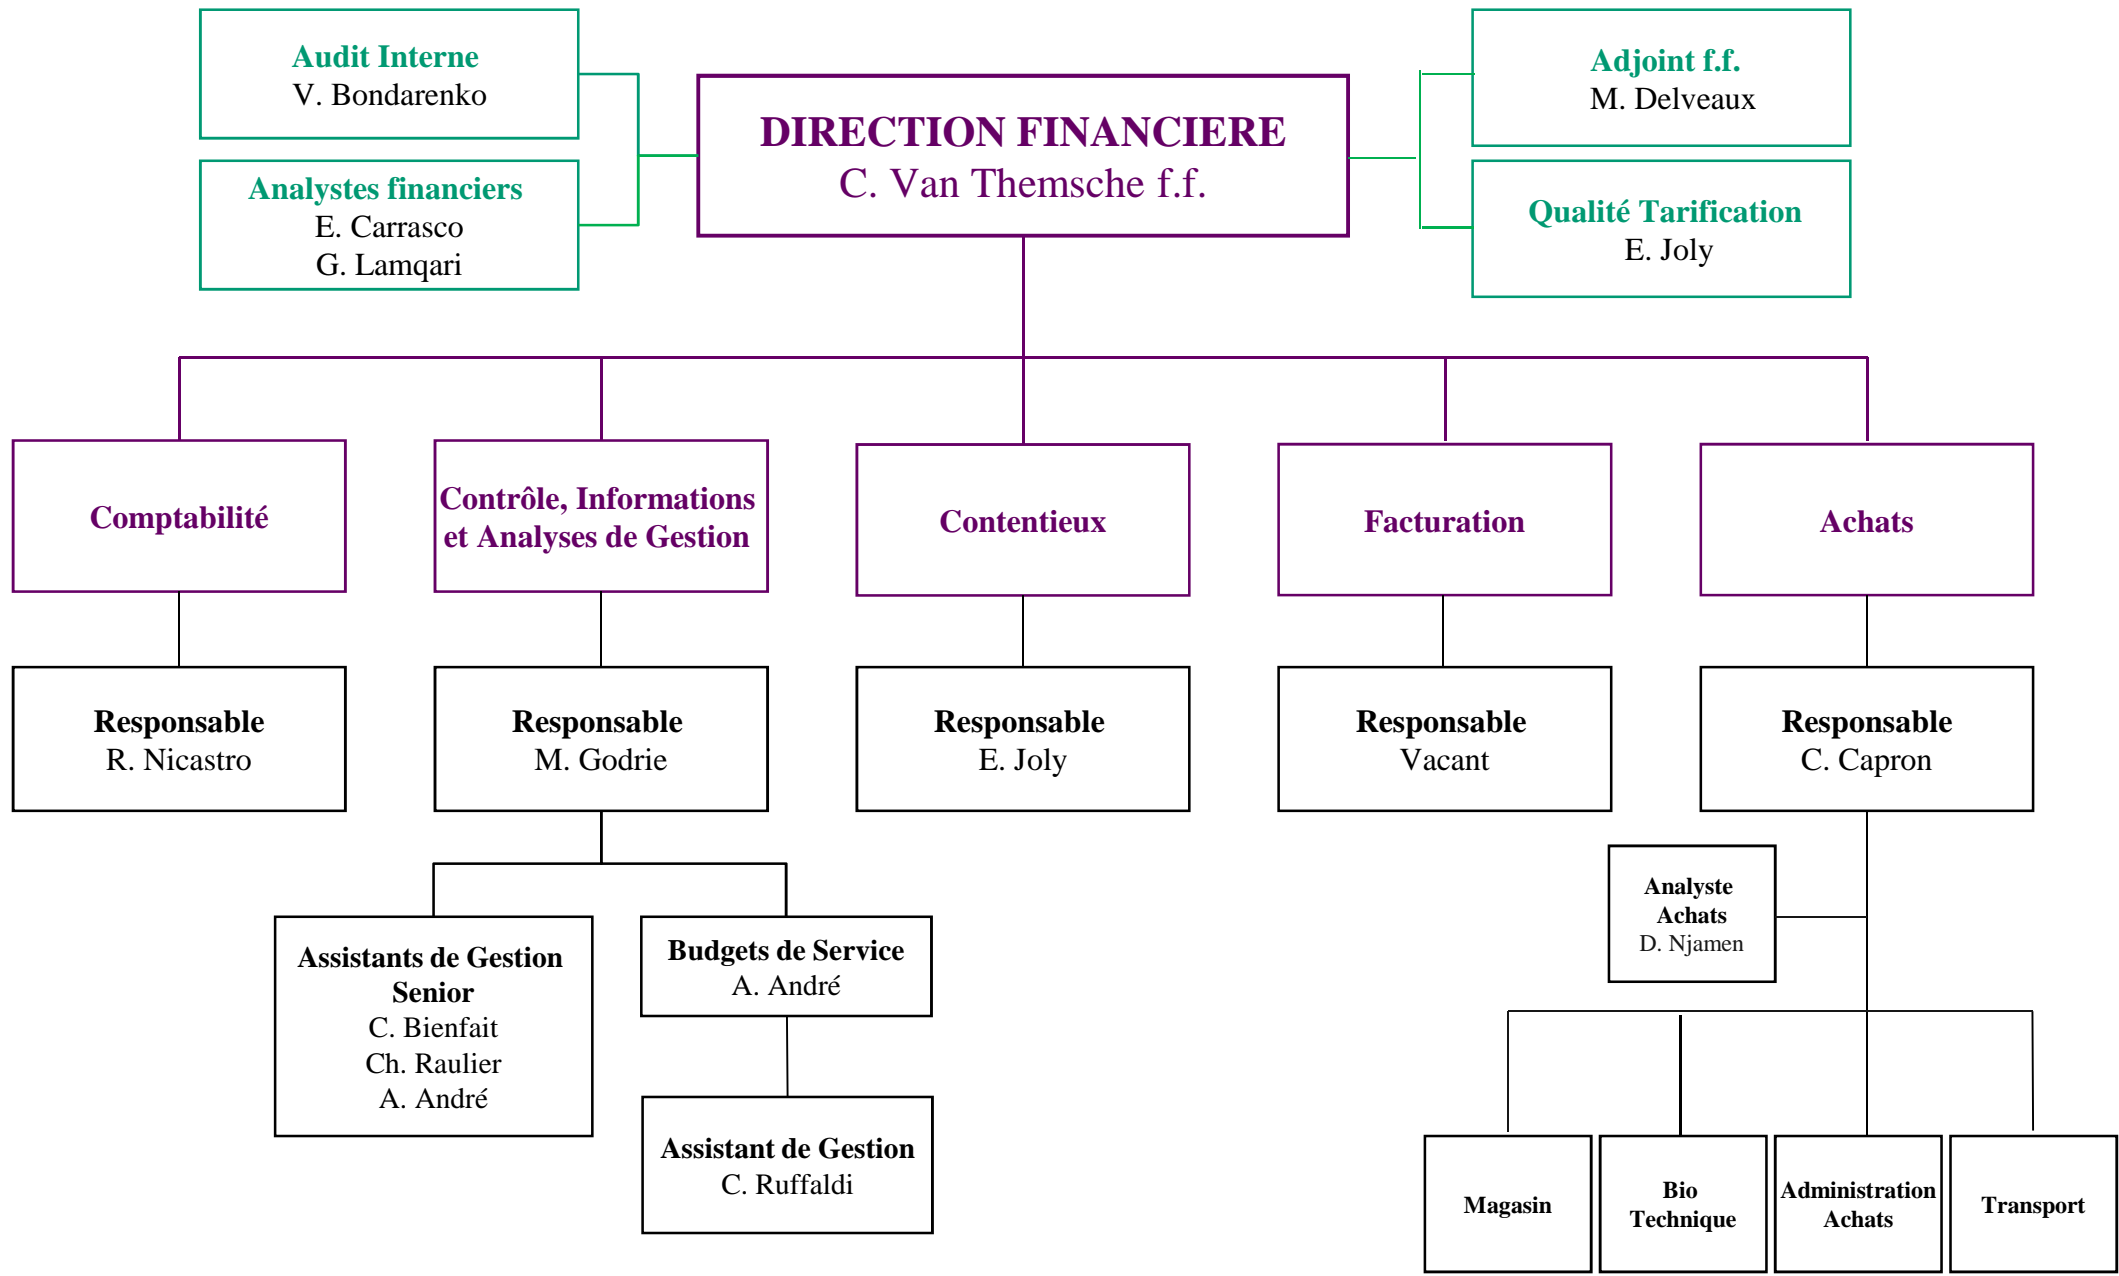 Audit Interne
V. Bondarenko
Analystes financiers
E. Carrasco
G. Lamqari
DIRECTION FINANCIERE
C. Van Themsche f.f.
Adjoint f.f.
M. Delveaux
Qualité Tarification
E. Joly
Comptabilité
Contrôle, Informations
et Analyses de Gestion
Contentieux
Facturation
Achats
Responsable
R. Nicastro
Responsable
M. Godrie
Responsable
E. Joly
Responsable
Vacant
Responsable
C. Capron
Analyste
Achats
D. Njamen
Assistants de Gestion
Senior
C. Bienfait
Ch. Raulier
A. André
Budgets de Service
A. André
Assistant de Gestion
C. Ruffaldi
Magasin
Bio
Technique
Administration
Achats
Transport